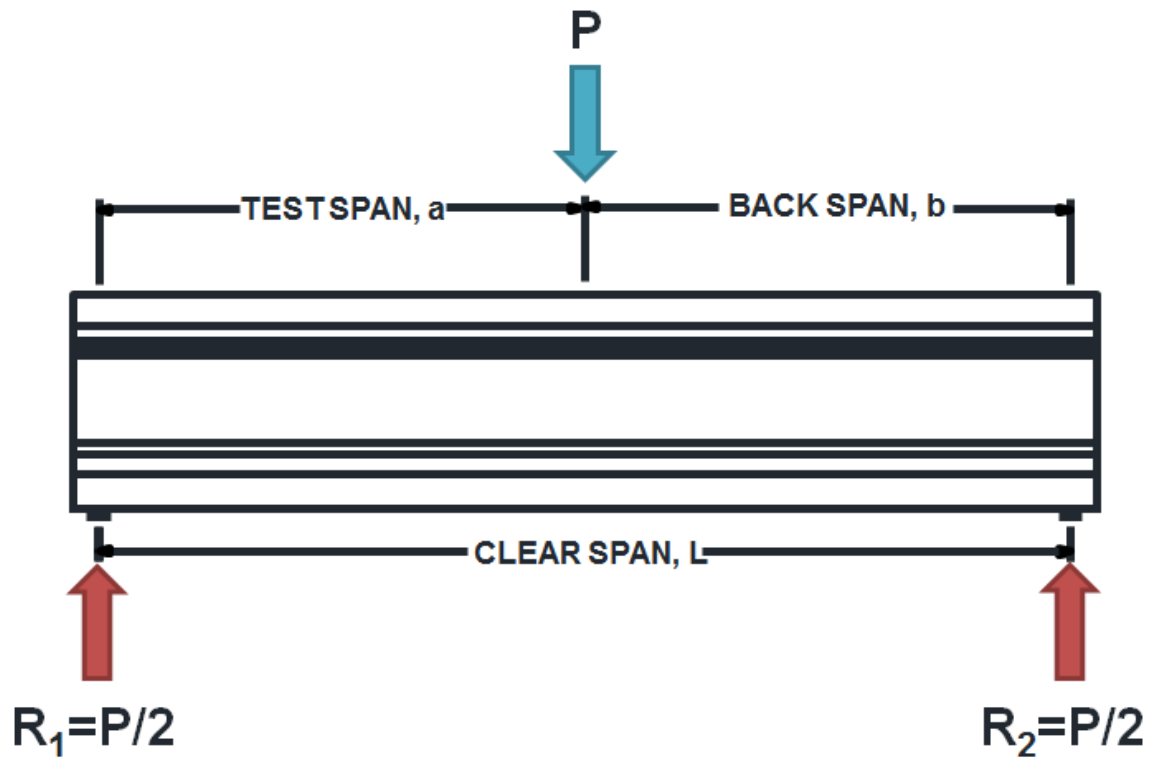 P
TEST SPAN, a
BACK SPAN, b
CLEAR SPAN, L
R₁=P/2
R₂=P/2